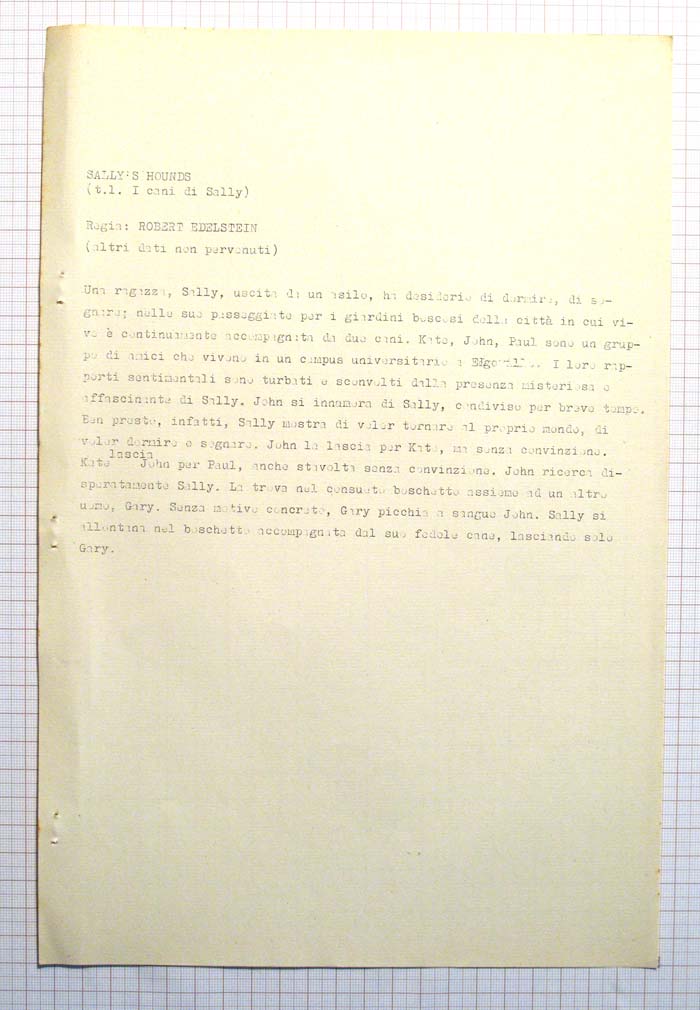 SALLY'S HOUNDS
(t.l. I cani di Sally)
Regia: ROBERT EDELSTEIN
(altri dati non pervenuti)
Una ragazza, Sally, uscita da un asilo, ha desiderio di dormire, di so-
gnare; nelle sue passeggiate per i giardini boscosi della città in cui vi-
ve è continuamente accompagnata da due cani. Kate, John, Paul sono un grup-
po di amici che vivono in un campus universitario a I loro rap-
porti sentimentali sono turbati e sconvolti dalla presenza misteriosa e
affascinante di Sally. John si innamora di Sally, condiviso per breve tempo.
Ben presto, infatti, Sally mostra di voler tornare al proprio mondo, di
voler dormire e sognare. John la lascia per Kate, ma senza convinzione.
Kate lascia John per Paul, anche stavolta senza convinzione. John ricerca di-
speratamente Sally. La trova nel consueto boschetto assieme ad un altro
uomo, Gary. Senza motivo concreto, Gary picchia a sangue John. Sally si
allontana nel boschetto accompagnata dal suo fedele cane, lasciando solo
Gary.